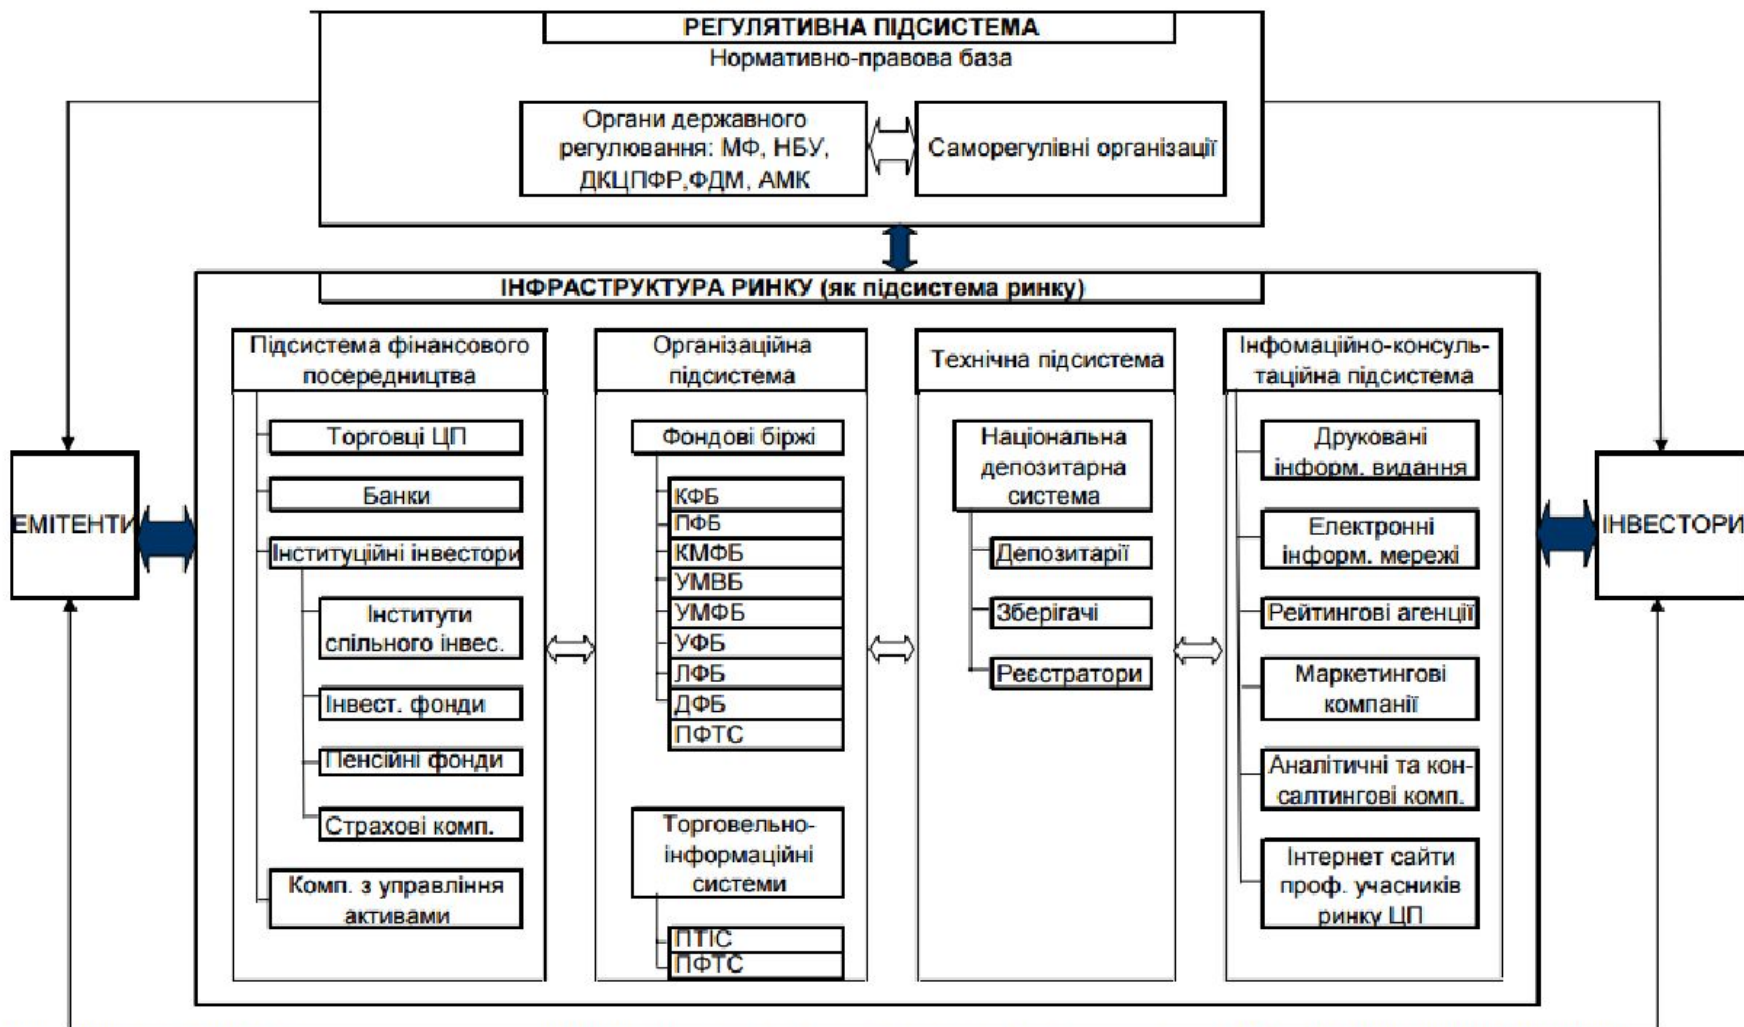 РЕГУЛЯТИВНА ПІДСИСТЕМА
Нормативно-правова база
Органи державного
регулювання: МФ, НБУ,
ДКЦПФР,ФДМ, АМК
Саморегулівні організації
ІНФРАСТРУКТУРА РИНКУ (як підсистема ринку)
ЕМІТЕНТИ
Підсистема фінансового
посередництва
Торговці ЦП
Банки
Інституційні інвестори
Інститути
спільного інвес.
Інвест. фонди
Пенсійні фонди
Страхові комп.
Комп. з управління
активами
Організаційна
підсистема
Фондові біржі
КФБ
ПФБ
КМФБ
УМВБ
УМФБ
УФБ
ЛФБ
ДФБ
ПФТС
Торговельно-
інформаційні
системи
ПТІС
ПФТС
Технічна підсистема
Національна
депозитарна
система
Депозитарії
Зберігачі
Реєстратори
Інфомаційно-консуль-
таційна підсистема
Друковані
інформ. видання
Електронні
інформ. мережі
Рейтингові агенції
Маркетингові
компанії
Аналітичні та кон-
салтингові комп.
Інтернет сайти
проф. учасників
ринку ЦП
ІНВЕСТОРИ